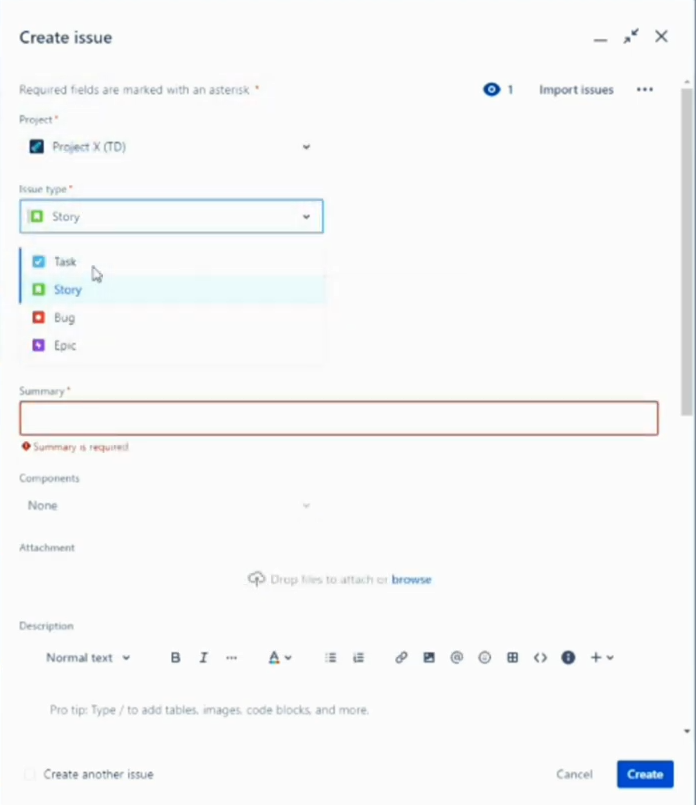 Create issue
Required fields are marked with an asterisk *
1 Import issues
Project *
Project X (TD)
Issue type *
Story
Task
Story
Bug
Epic
Summary *
Summary is required
Components
None
Attachment
Drop files to attach or browse
Description
Normal text B I ... A @ <> +
Pro tip: Type / to add tables, images, code blocks, and more.
Create another issue Cancel Create